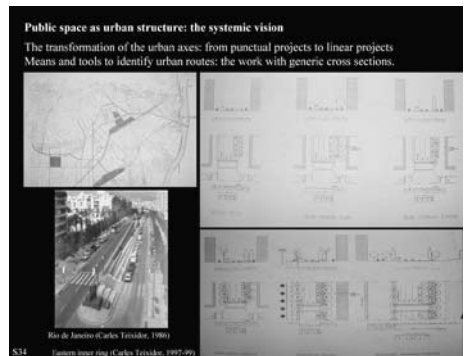 Public space as urban structure: the systemic vision
The transformation of the urban axes: from punctual projects to linear projects
Means and tools to identify urban routes: the work with generic cross sections.
Rio de Janeiro (Carles Teixidor, 1986)
S34 Eastern inner ring (Carles Teixidor, 1997-99)